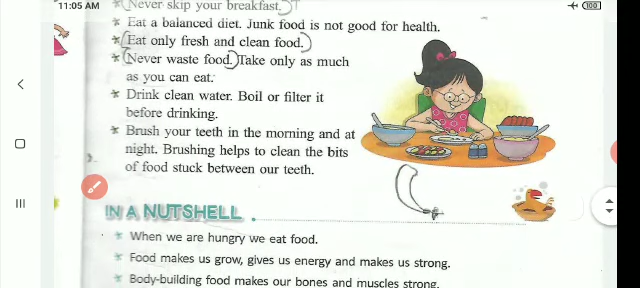 11:05 AM
100
* Never skip your breakfast.
* Eat a balanced diet. Junk food is not good for health.
* Eat only fresh and clean food.
* Never waste food. Take only as much
as you can eat.
* Drink clean water. Boil or filter it
before drinking.
* Brush your teeth in the morning and at
night. Brushing helps to clean the bits
of food stuck between our teeth.
IN A NUTSHELL
* When we are hungry we eat food.
* Food makes us grow, gives us energy and makes us strong.
* Body-building food makes our bones and muscles strong.